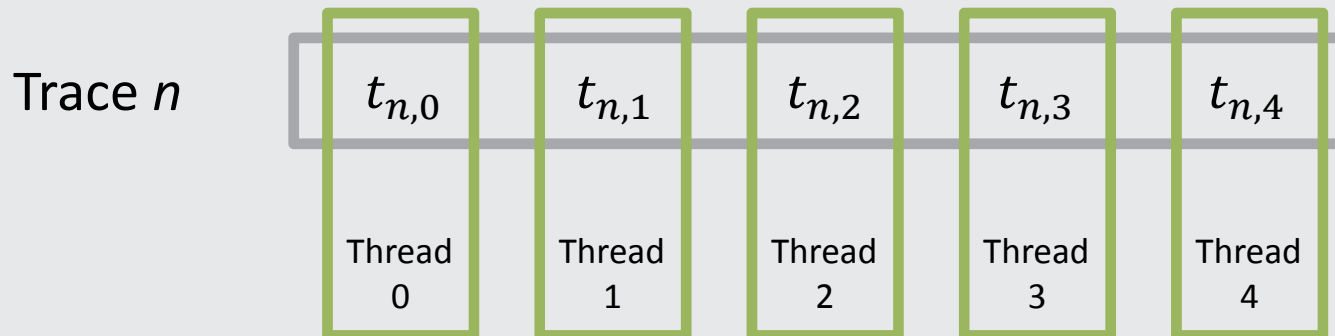 Trace n t_{n,0} t_{n,1} t_{n,2} t_{n,3} t_{n,4}
Thread Thread Thread Thread Thread
0 1 2 3 4